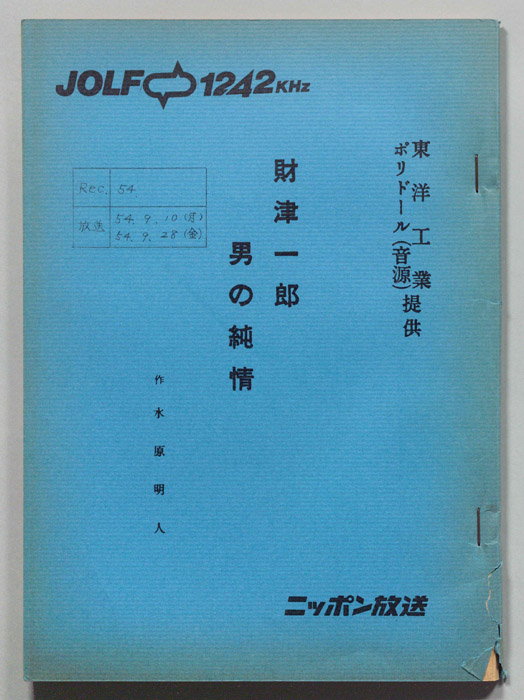 JOLF 1242KHz
東洋工業
ポリドール(音源)提供
財津一郎
男の純情
作 水原明人
Rec. 54
放送 54. 9. 10 (月)
54. 9. 28 (金)
ニッポン放送